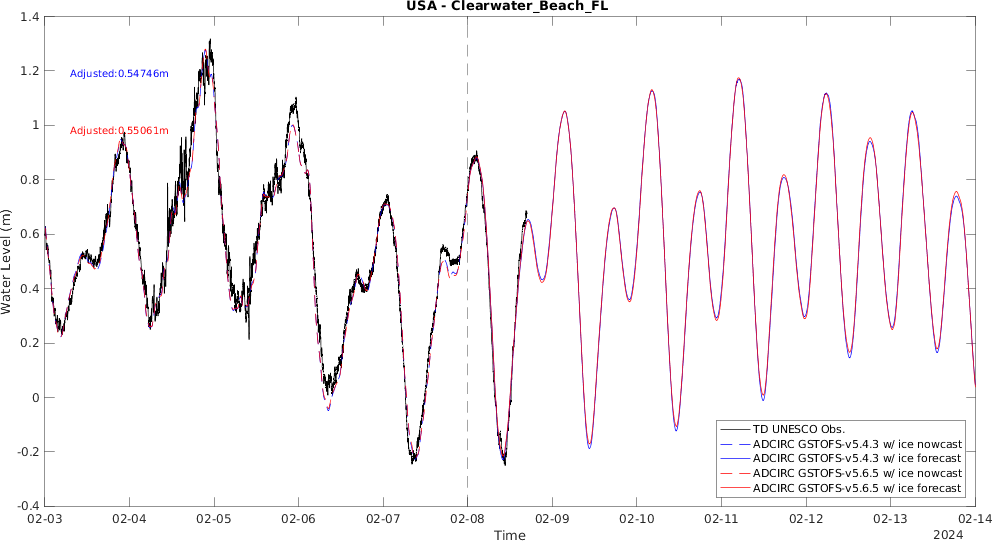 USA - Clearwater_Beach_FL
1.4
1.2
1
0.8
0.6
0.4
0.2
0
-0.2
-0.4
Water Level (m)
Adjusted:0.54746m
Adjusted:0.55061m
TD UNESCO Obs.
ADCIRC GSTOFS-v5.4.3 w/ ice nowcast
ADCIRC GSTOFS-v5.4.3 w/ ice forecast
ADCIRC GSTOFS-v5.6.5 w/ ice nowcast
ADCIRC GSTOFS-v5.6.5 w/ ice forecast
02-03 02-04 02-05 02-06 02-07 02-08 02-09 02-10 02-11 02-12 02-13 02-14
Time
2024